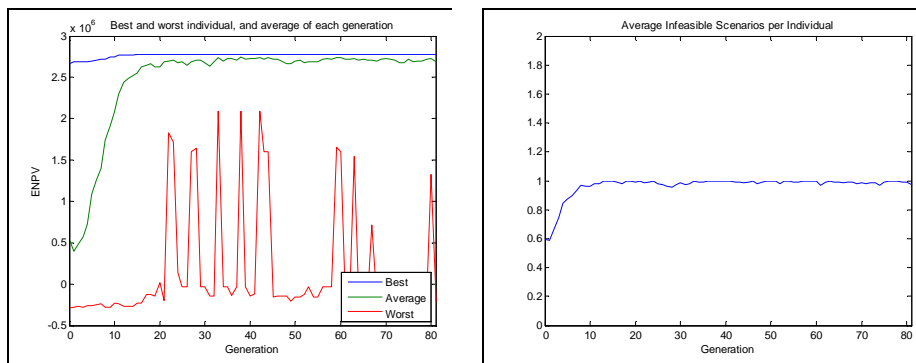 Best and worst individual, and average of each generation
x 10^6
3
2.5
2
1.5
1
0.5
0
-0.5
ENPV
0 10 20 30 40 50 60 70 80
Generation
Best
Average
Worst
Average Infeasible Scenarios per Individual
2
1.8
1.6
1.4
1.2
1
0.8
0.6
0.4
0.2
0
0 10 20 30 40 50 60 70 80
Generation